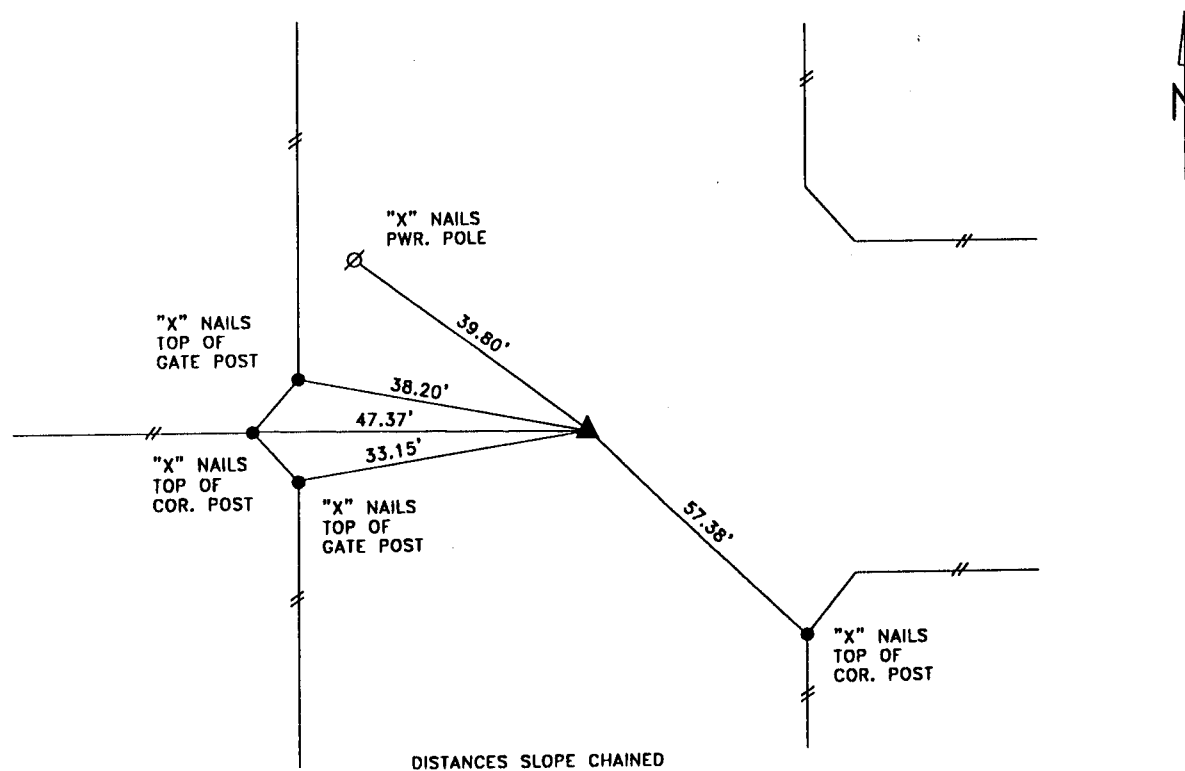 N
"X" NAILS
PWR. POLE
39.80'
"X" NAILS
TOP OF
GATE POST
38.20'
47.37'
33.15'
"X" NAILS
TOP OF
COR. POST
"X" NAILS
TOP OF
GATE POST
57.38'
"X" NAILS
TOP OF
COR. POST
DISTANCES SLOPE CHAINED